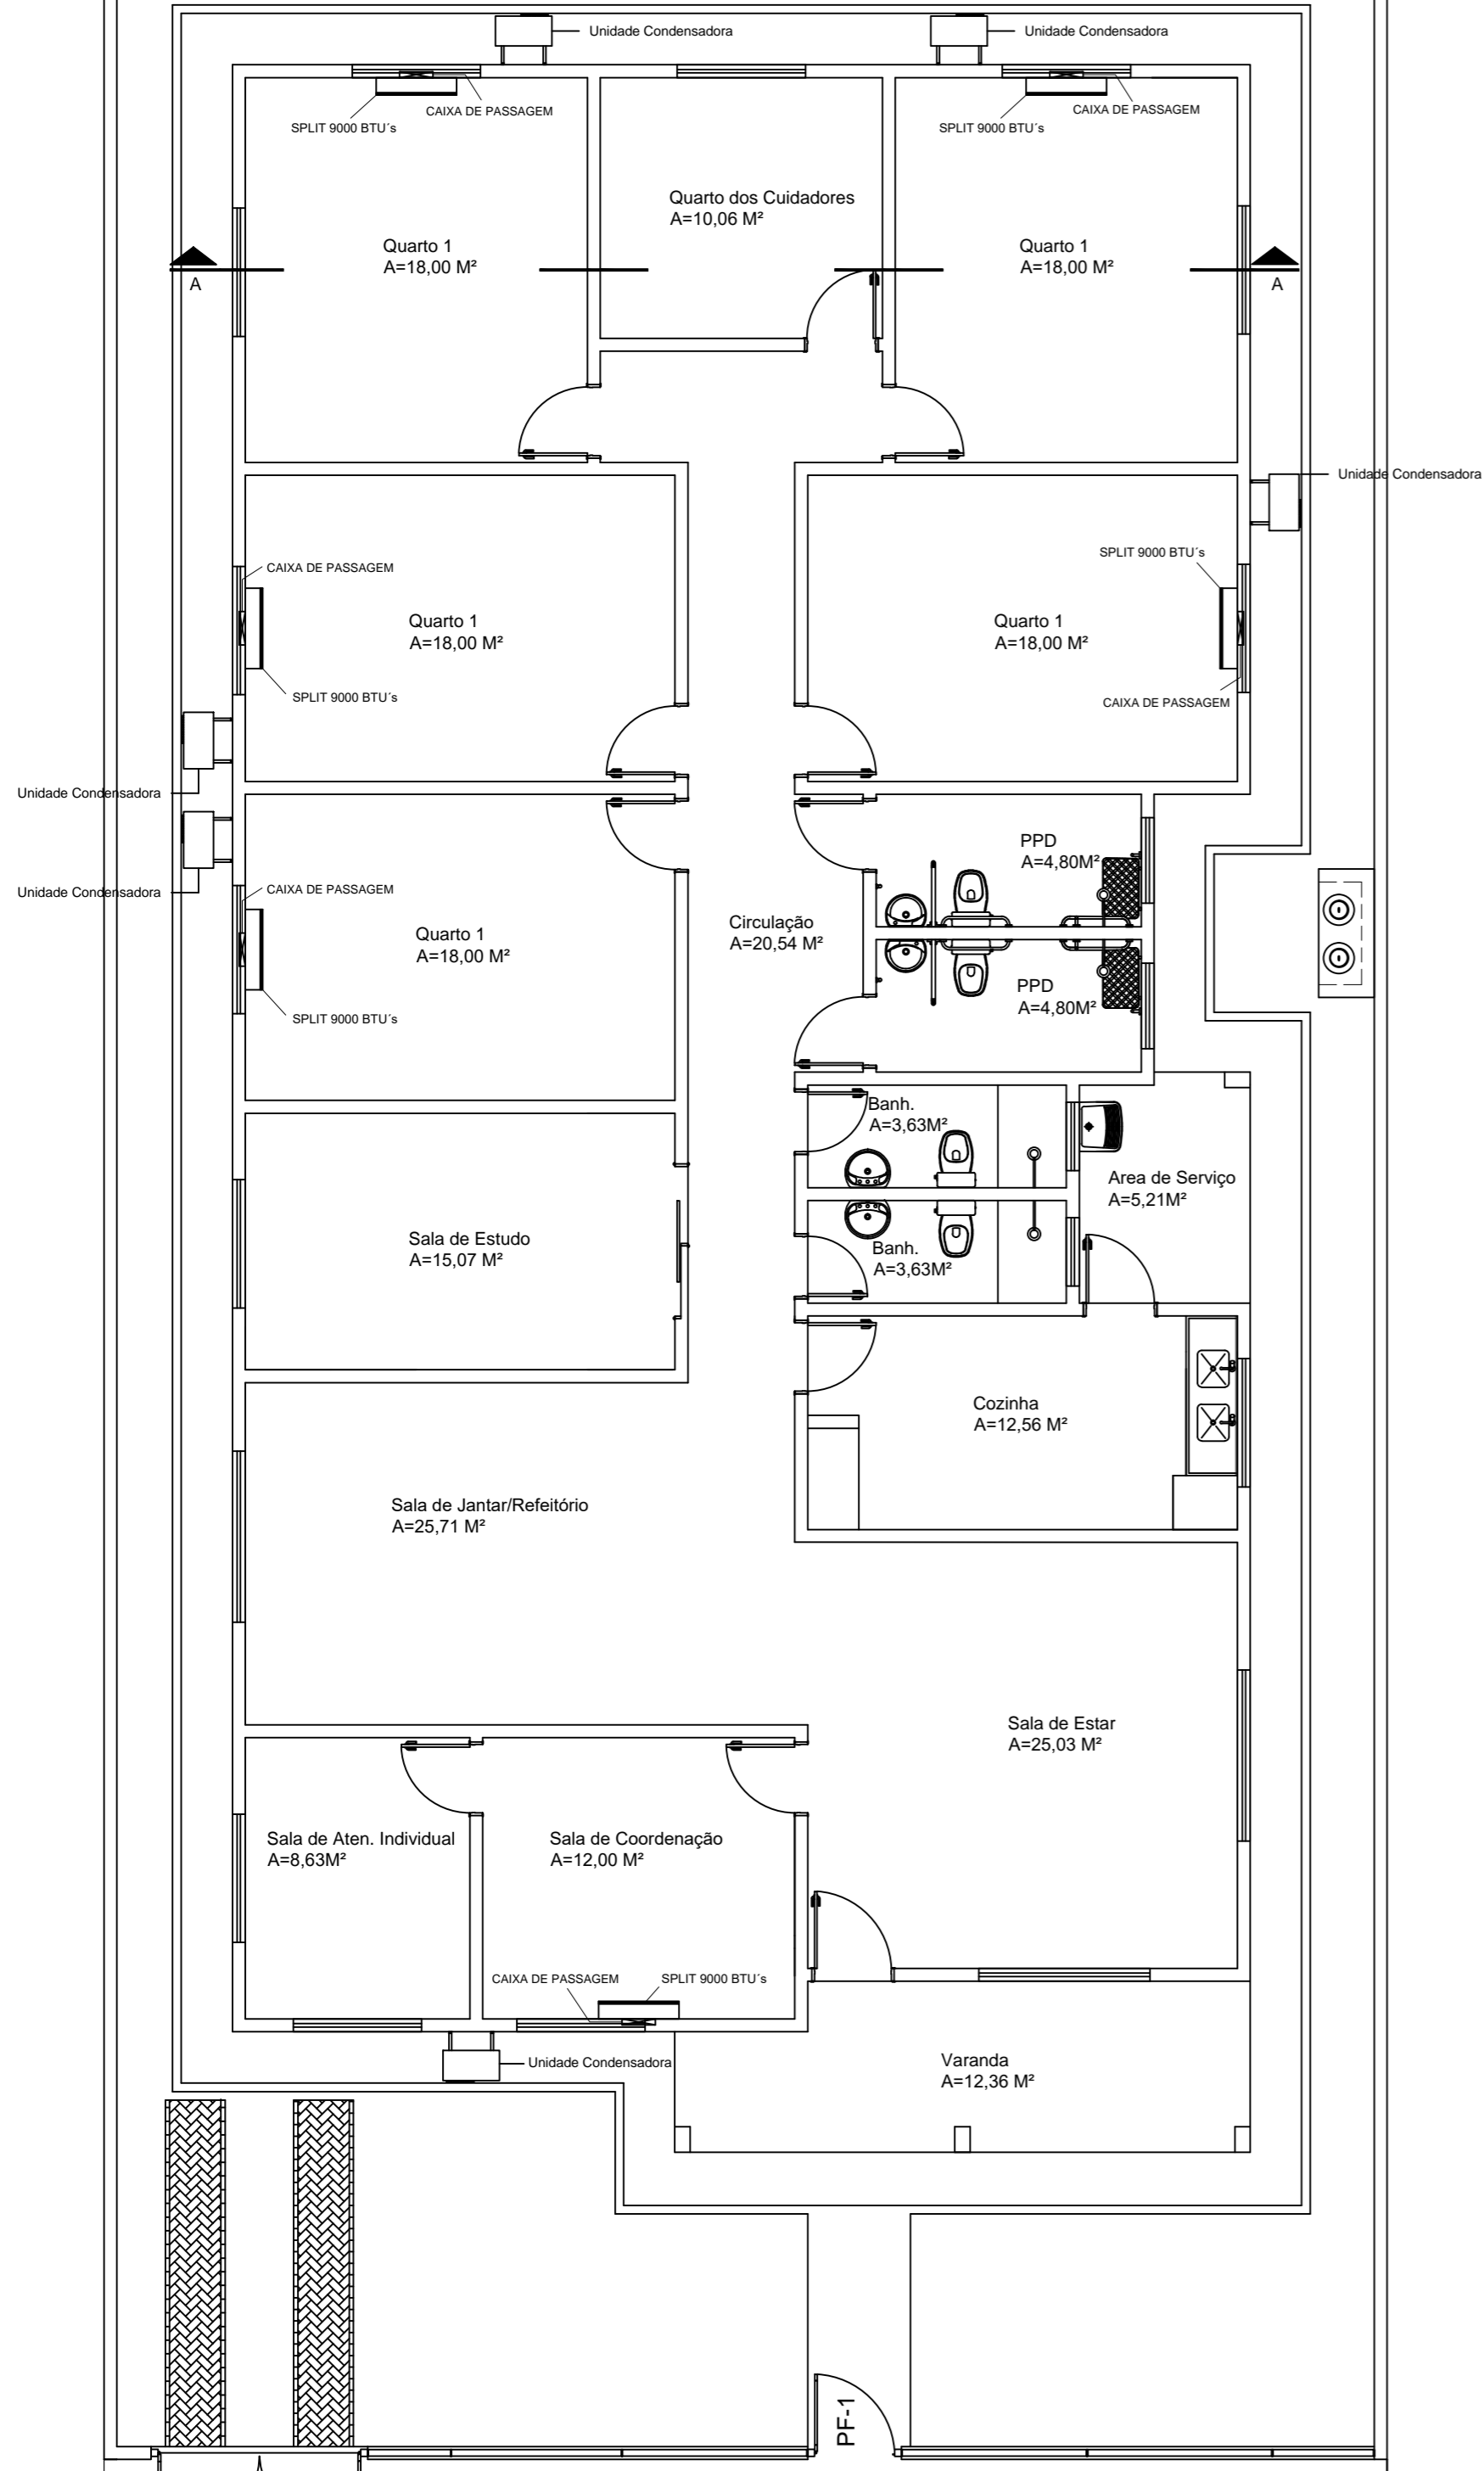 Unidade Condensadora
Unidade Condensadora
CAIXA DE PASSAGEM
SPLIT 9000 BTU´s
CAIXA DE PASSAGEM
SPLIT 9000 BTU´s
Quarto dos Cuidadores
A=10,06 M²
Quarto 1
A=18,00 M²
Quarto 1
A=18,00 M²
A
A
Unidade Condensadora
SPLIT 9000 BTU´s
CAIXA DE PASSAGEM
Quarto 1
A=18,00 M²
Quarto 1
A=18,00 M²
SPLIT 9000 BTU´s
CAIXA DE PASSAGEM
Unidade Condensadora
PPD
A=4,80M²
Unidade Condensadora
CAIXA DE PASSAGEM
Circulação
A=20,54 M²
Quarto 1
A=18,00 M²
PPD
A=4,80M²
SPLIT 9000 BTU´s
Banh.
A=3,63M²
Area de Serviço
A=5,21M²
Sala de Estudo
A=15,07 M²
Banh.
A=3,63M²
Cozinha
A=12,56 M²
Sala de Jantar/Refeitório
A=25,71 M²
Sala de Estar
A=25,03 M²
Sala de Aten. Individual
A=8,63M²
Sala de Coordenação
A=12,00 M²
CAIXA DE PASSAGEM
SPLIT 9000 BTU´s
Unidade Condensadora
Varanda
A=12,36 M²
PF-1